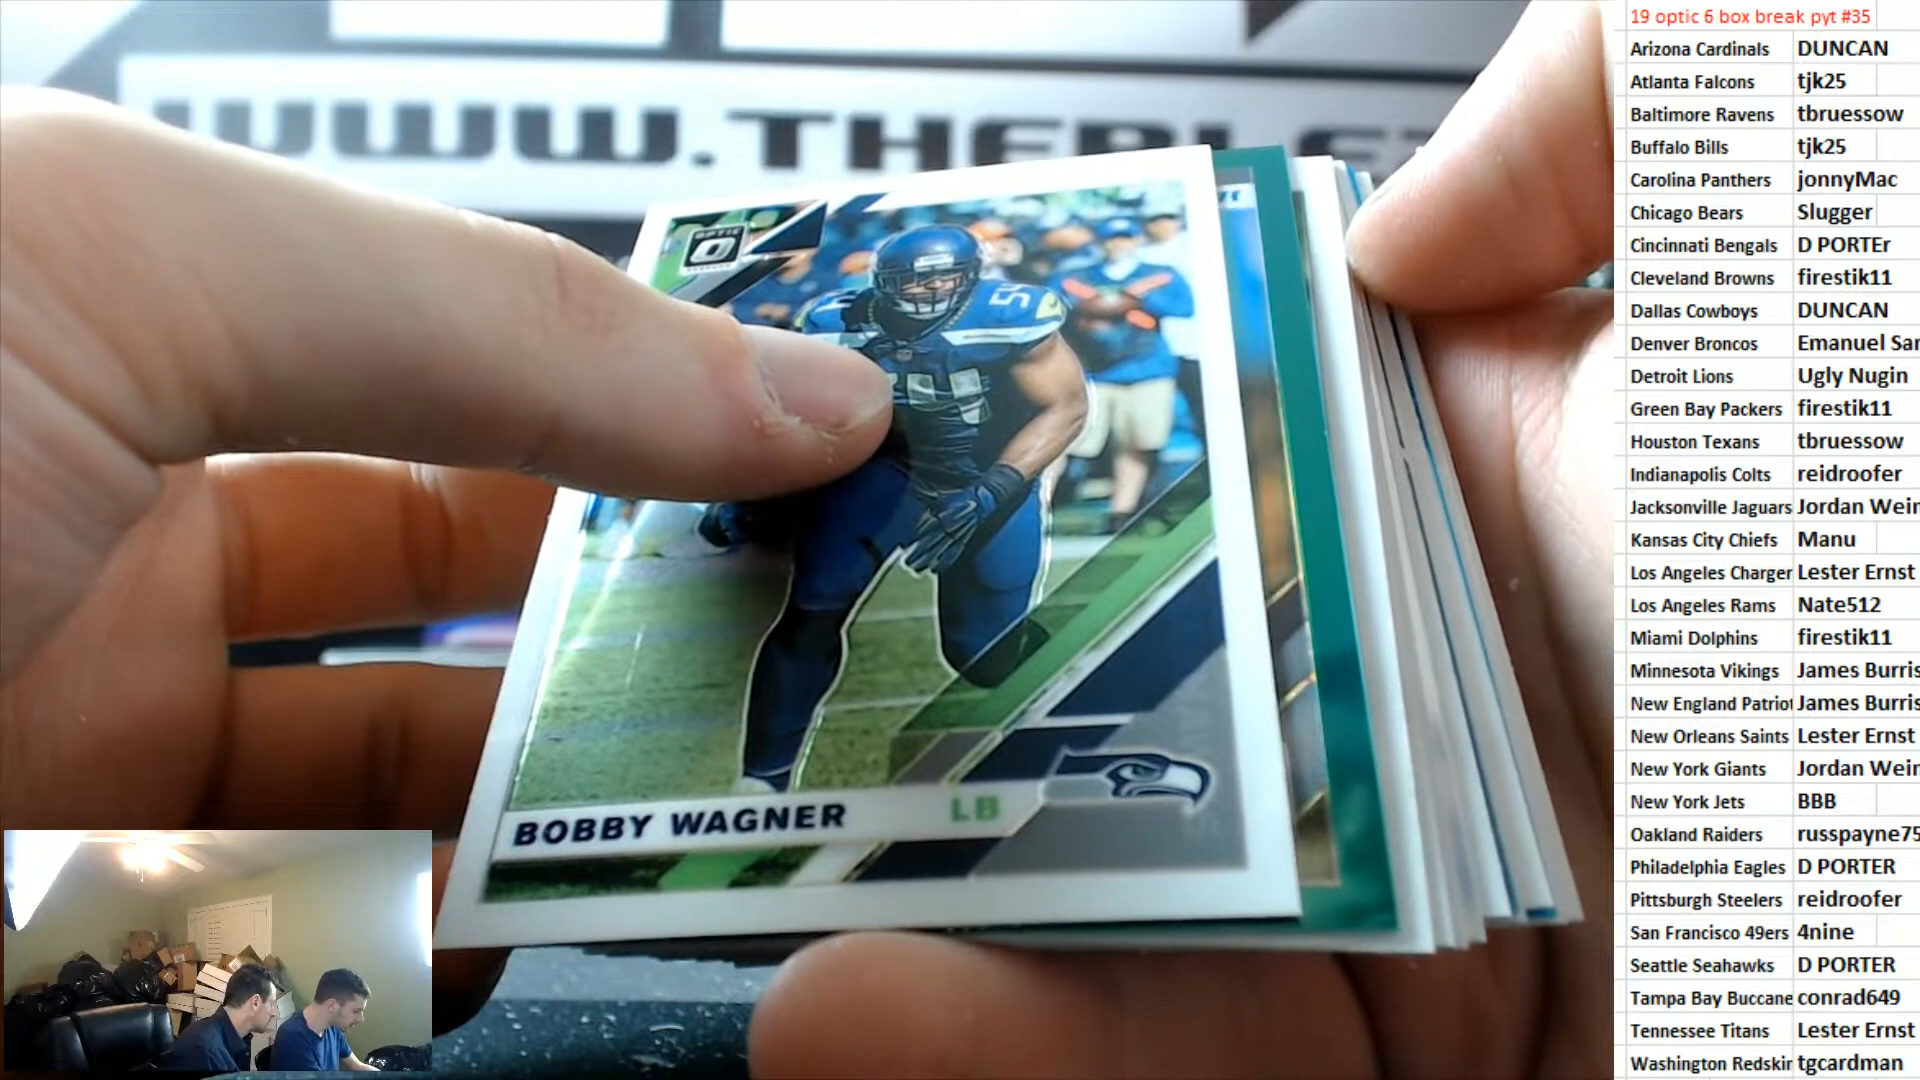 19 optic 6 box break pyt #35
Arizona Cardinals DUNCAN
Atlanta Falcons tjk25
Baltimore Ravens tbruessow
Buffalo Bills tjk25
Carolina Panthers jonnyMac
Chicago Bears Slugger
Cincinnati Bengals D PORTEr
Cleveland Browns firestik11
Dallas Cowboys DUNCAN
Denver Broncos Emanuel Sar
Detroit Lions Ugly Nugin
Green Bay Packers firestik11
Houston Texans tbruessow
Indianapolis Colts reidroofer
Jacksonville Jaguars Jordan Wein
Kansas City Chiefs Manu
Los Angeles Charger Lester Ernst
Los Angeles Rams Nate512
Miami Dolphins firestik11
Minnesota Vikings James Burris
New England Patriot James Burris
New Orleans Saints Lester Ernst
New York Giants Jordan Wein
New York Jets BBB
Oakland Raiders russpayne75
Philadelphia Eagles D PORTER
Pittsburgh Steelers reidroofer
San Francisco 49ers 4nine
Seattle Seahawks D PORTER
Tampa Bay Buccane conrad649
Tennessee Titans Lester Ernst
Washington Redskin tgcardman
WWW.THEPLE
OPTIC
54
BOBBY WAGNER LB